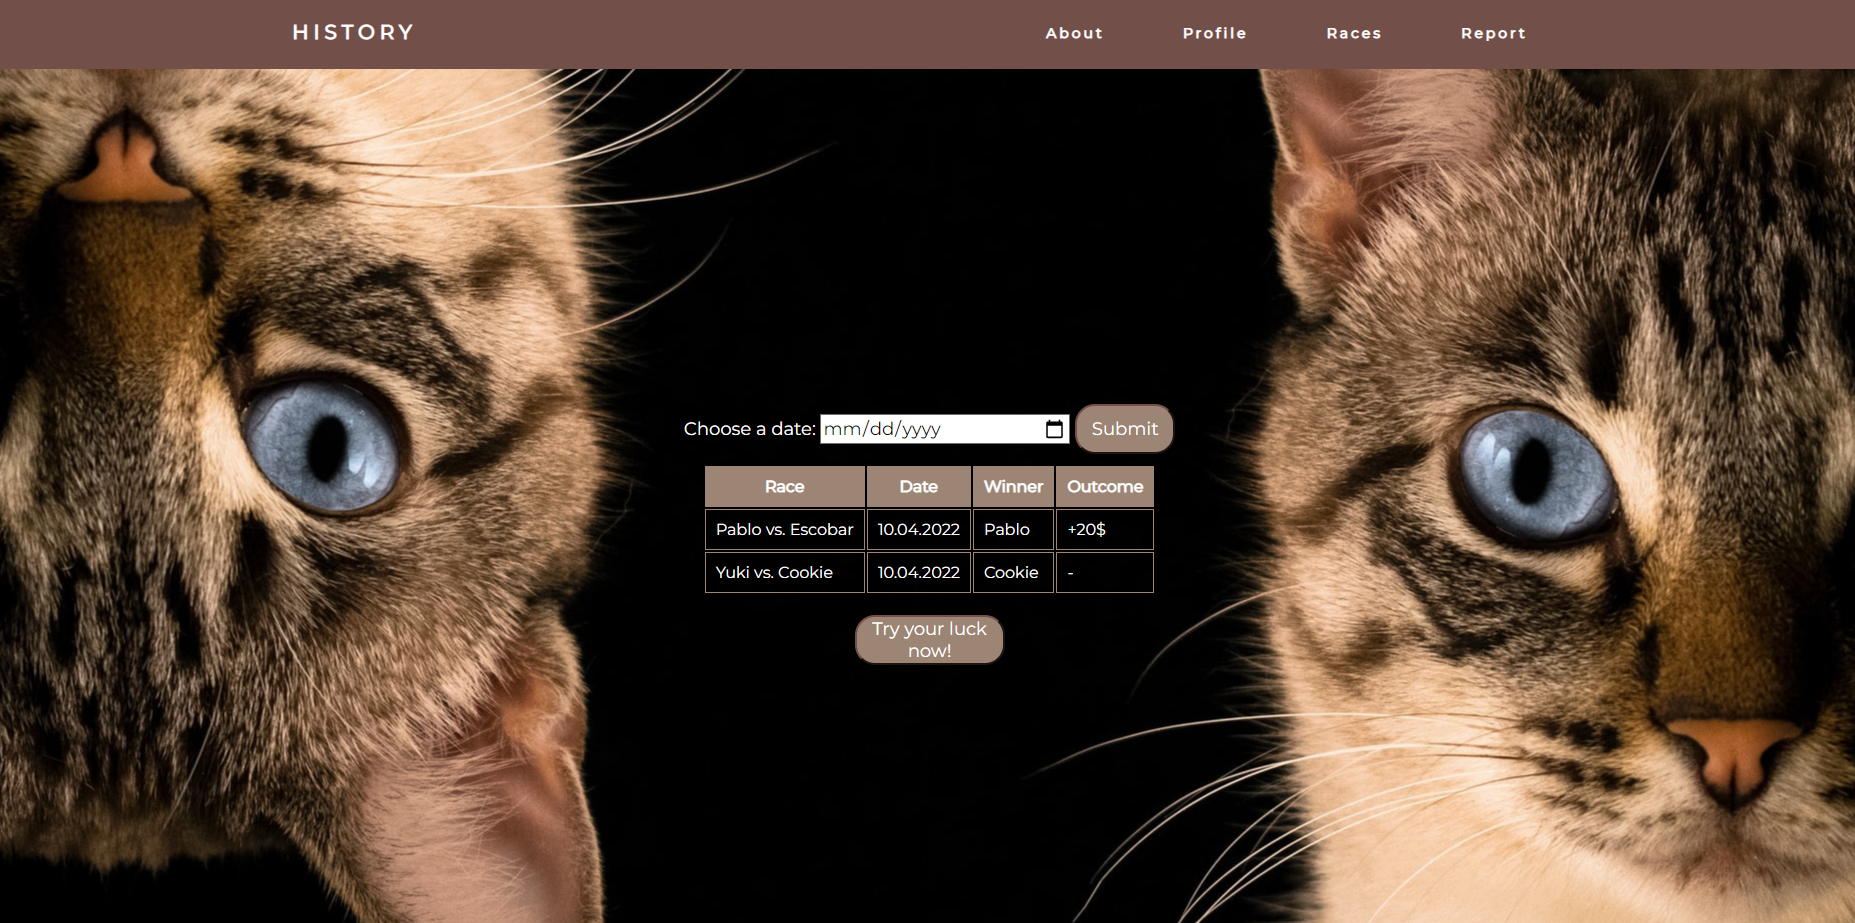 HISTORY About Profile Races Report
Choose a date: mm/dd/yyyy Submit
Race Date Winner Outcome
Pablo vs. Escobar 10.04.2022 Pablo +20$
Yuki vs. Cookie 10.04.2022 Cookie -
Try your luck
now!